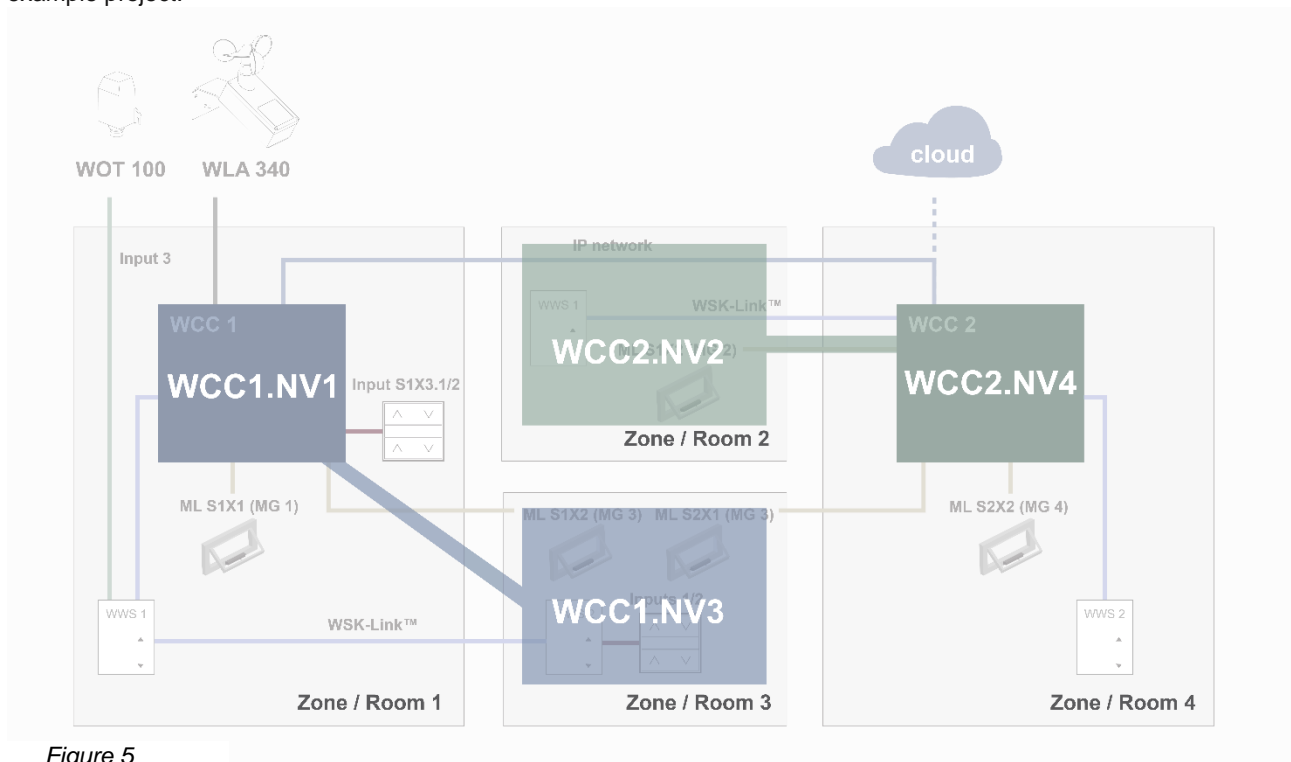 WOT 100
WLA 340
cloud
Input 3
IP network
WCC 1
WCC1.NV1
Input S1X3.1/2
WWS 1
WSK-Link™
WCC2.NV2
Zone / Room 2
WCC 2
WCC2.NV4
ML S1X1 (MG 1)
ML S1X2 (MG 3)
ML S2X1 (MG 3)
ML S2X2 (MG 4)
WWS 1
WSK-Link™
WCC1.NV3
Inputs 1/2
WWS 2
Zone / Room 1
Zone / Room 3
Zone / Room 4
Figure 5